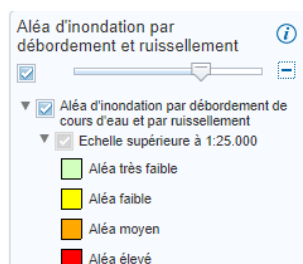 Aléa d'inondation par
débordement et ruissellement
Aléa d'inondation par débordement de
cours d'eau et par ruissellement
Echelle supérieure à 1:25.000
Aléa très faible
Aléa faible
Aléa moyen
Aléa élevé